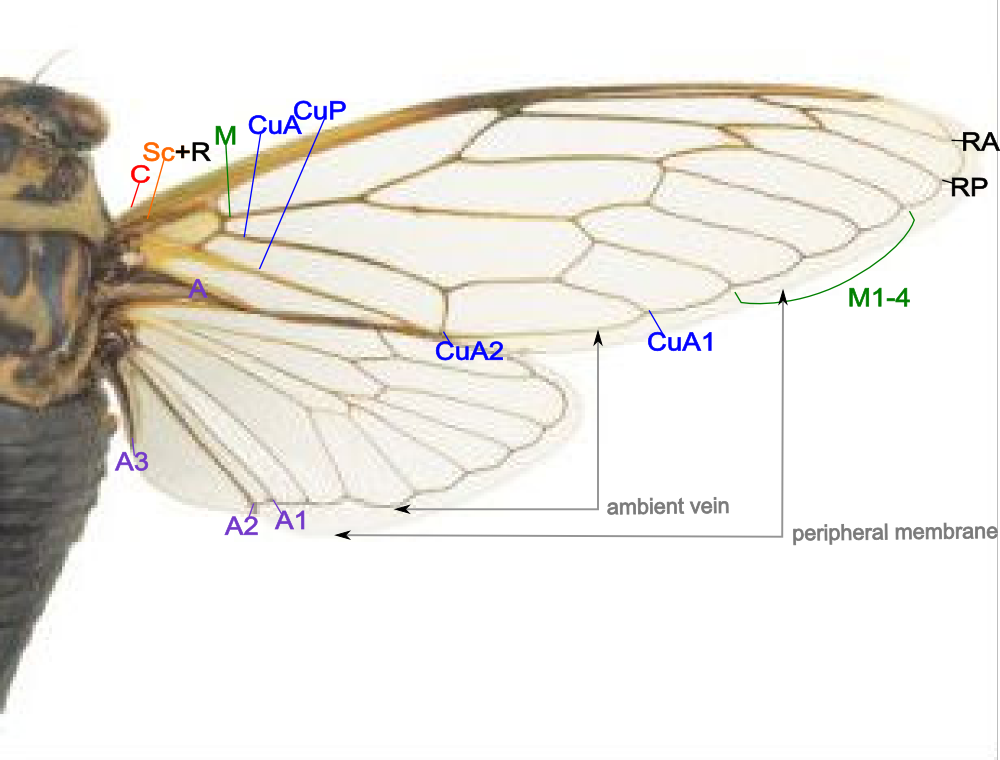 CuP
CuA
M
Sc+R
C
RA
RP
A
M1-4
CuA1
CuA2
A3
A2
A1
ambient vein
peripheral membrane